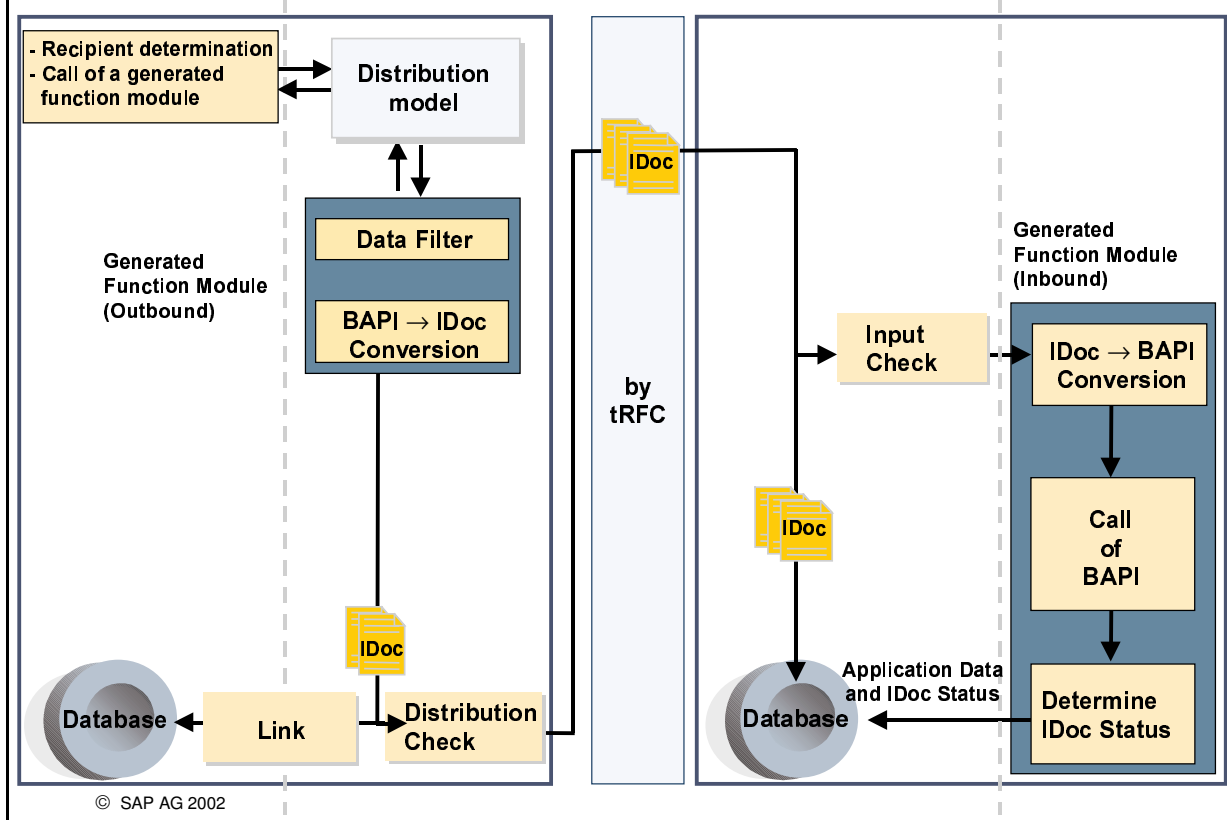 - Recipient determination
- Call of a generated
function module
Distribution
model
Data Filter
Generated
Function Module
(Outbound)
BAPI → IDoc
Conversion
IDoc
Database
Link
Distribution
Check
by
tRFC
IDoc
Input
Check
Generated
Function Module
(Inbound)
IDoc → BAPI
Conversion
Call
of
BAPI
IDoc
Application Data
and IDoc Status
Determine
IDoc Status
Database
© SAP AG 2002